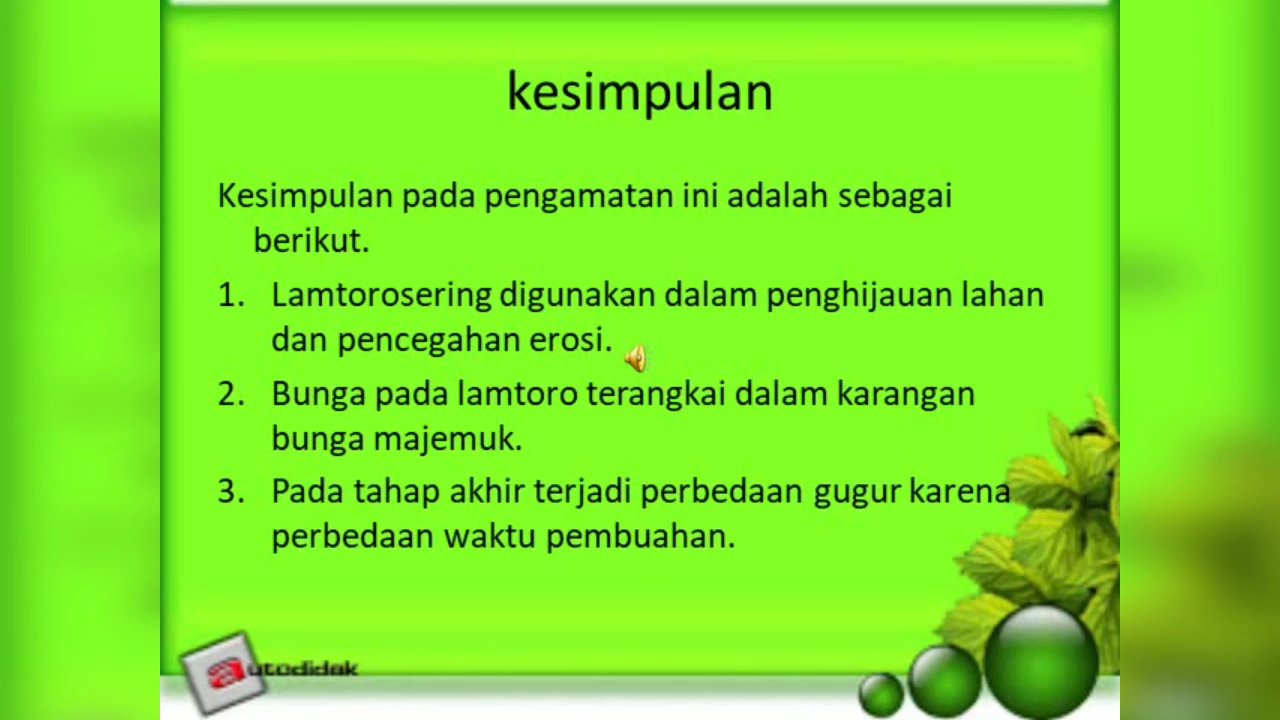 kesimpulan
Kesimpulan pada pengamatan ini adalah sebagai
berikut.
1. Lamtorosering digunakan dalam penghijauan lahan
dan pencegahan erosi.
2. Bunga pada lamtoro terangkai dalam karangan
bunga majemuk.
3. Pada tahap akhir terjadi perbedaan gugur karena
perbedaan waktu pembuahan.
autodidak